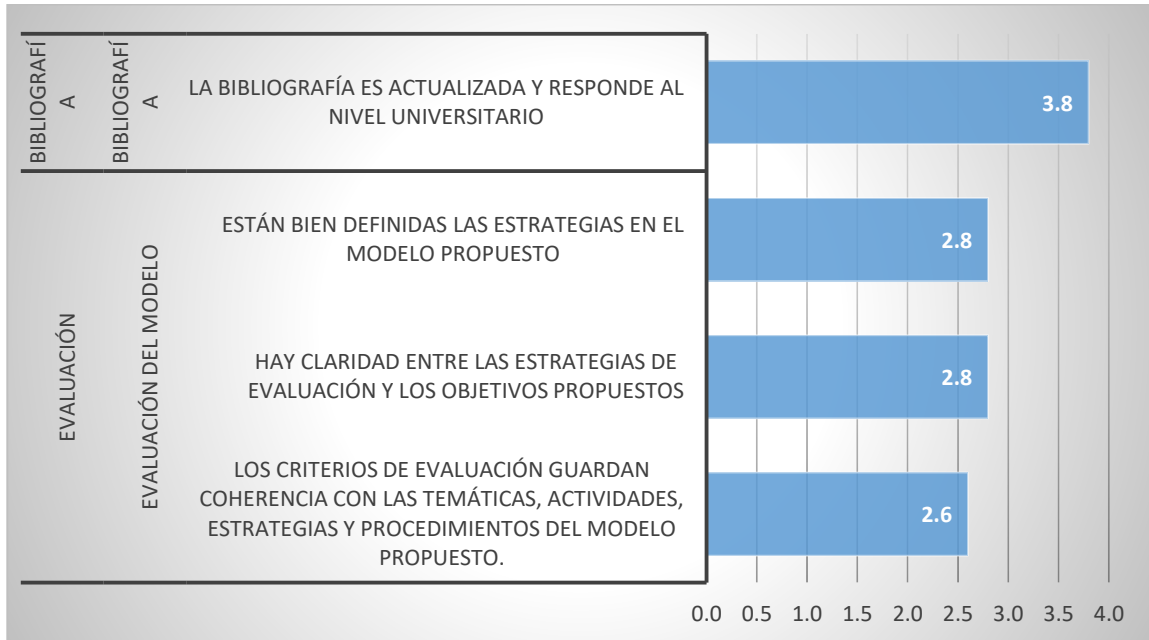 BIBLIOGRAFÍ
A
BIBLIOGRAFÍ
A
LA BIBLIOGRAFÍA ES ACTUALIZADA Y RESPONDE AL
NIVEL UNIVERSITARIO
3.8
EVALUACIÓN
EVALUACIÓN DEL MODELO
ESTÁN BIEN DEFINIDAS LAS ESTRATEGIAS EN EL
MODELO PROPUESTO
2.8
HAY CLARIDAD ENTRE LAS ESTRATEGIAS DE
EVALUACIÓN Y LOS OBJETIVOS PROPUESTOS
2.8
LOS CRITERIOS DE EVALUACIÓN GUARDAN
COHERENCIA CON LAS TEMÁTICAS, ACTIVIDADES,
ESTRATEGIAS Y PROCEDIMIENTOS DEL MODELO
PROPUESTO.
2.6
0.0 0.5 1.0 1.5 2.0 2.5 3.0 3.5 4.0